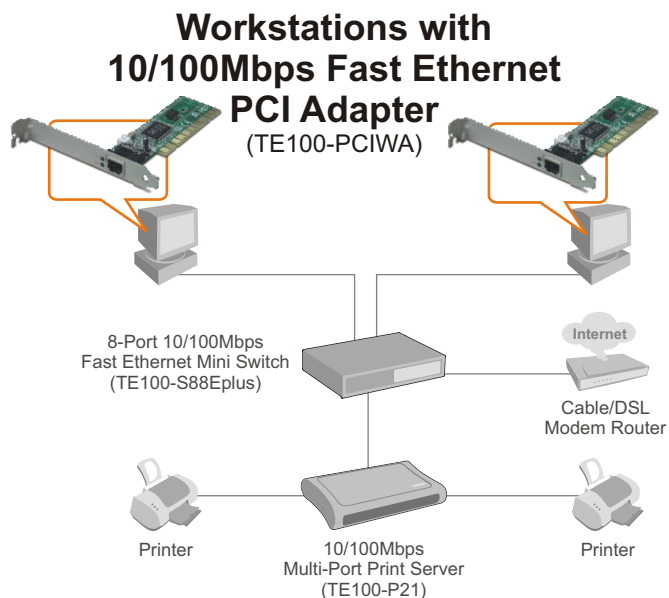 Workstations with
10/100Mbps Fast Ethernet
PCI Adapter
(TE100-PCIWA)
8-Port 10/100Mbps
Fast Ethernet Mini Switch
(TE100-S88Eplus)
Internet
Cable/DSL
Modem Router
Printer
10/100Mbps
Multi-Port Print Server
(TE100-P21)
Printer